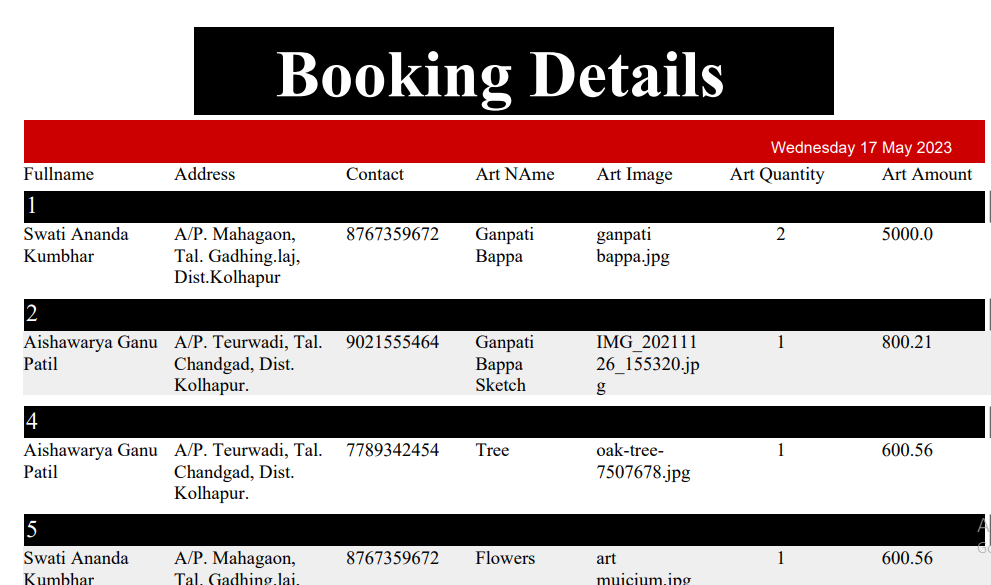 Booking Details
Wednesday 17 May 2023
Fullname Address Contact Art NAme Art Image Art Quantity Art Amount
1
Swati Ananda A/P. Mahagaon, 8767359672 Ganpati ganpati 2 5000.0
Kumbhar Tal. Gadhing.laj, Bappa bappa.jpg
Dist.Kolhapur
2
Aishawarya Ganu A/P. Teurwadi, Tal. 9021555464 Ganpati IMG_202111 1 800.21
Patil Chandgad, Dist. Bappa 26_155320.jp
Kolhapur. Sketch g
4
Aishawarya Ganu A/P. Teurwadi, Tal. 7789342454 Tree oak-tree- 1 600.56
Patil Chandgad, Dist. 7507678.jpg
Kolhapur.
5
Swati Ananda A/P. Mahagaon, 8767359672 Flowers art 1 600.56
Kumbhar Tal. Gadhing.laj, muicium.jpg